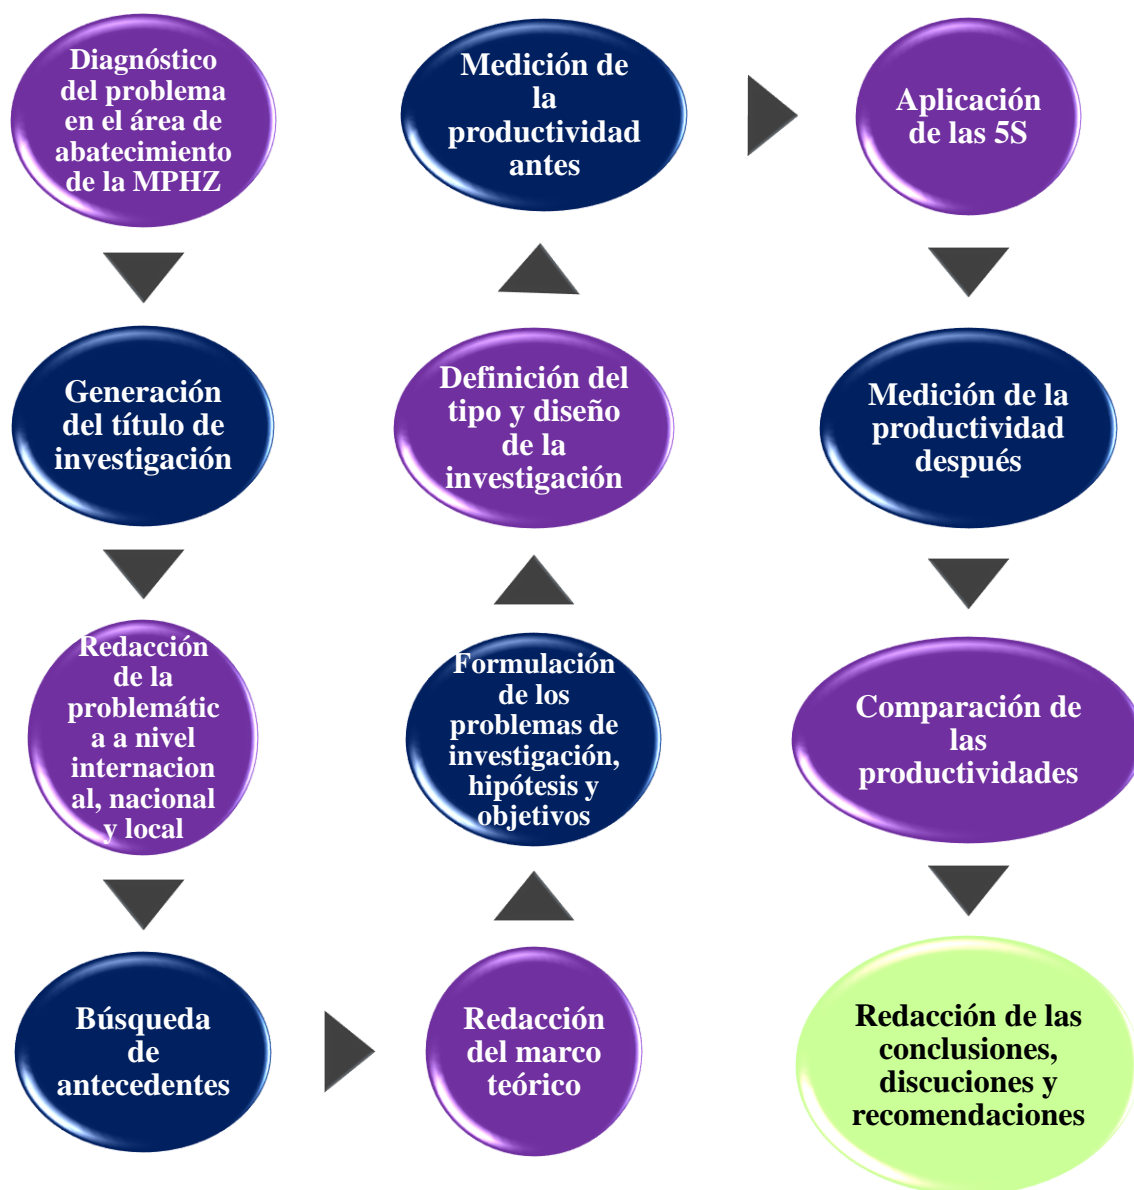 Diagnóstico
del problema
en el área de
abatecimiento
de la MPHZ
Generación
del título de
investigación
Redacción
de la
problemátic
a a nivel
internacion
al, nacional
y local
Búsqueda
de
antecedentes
Redacción
del marco
teórico
Formulación
de los
problemas de
investigación,
hipótesis y
objetivos
Definición del
tipo y diseño
de la
investigación
Medición de
la
productividad
antes
Aplicación
de las 5S
Medición de la
productividad
después
Comparación de
las
productividades
Redacción de las
conclusiones,
discuciones y
recomendaciones